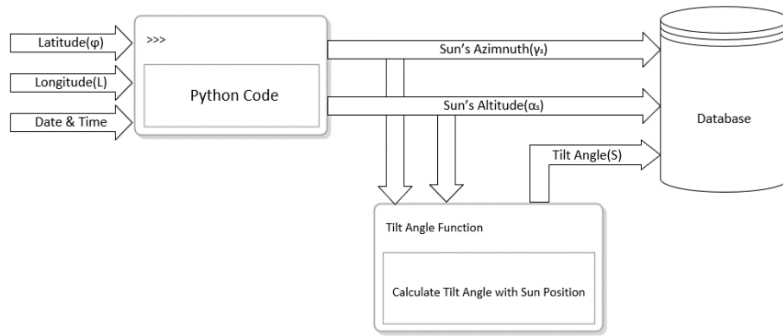 Latitude(φ)
Longitude(L)
Date & Time
>>>
Python Code
Sun's Azimnuth(γₛ)
Sun's Altitude(αₛ)
Tilt Angle(S)
Database
Tilt Angle Function
Calculate Tilt Angle with Sun Position